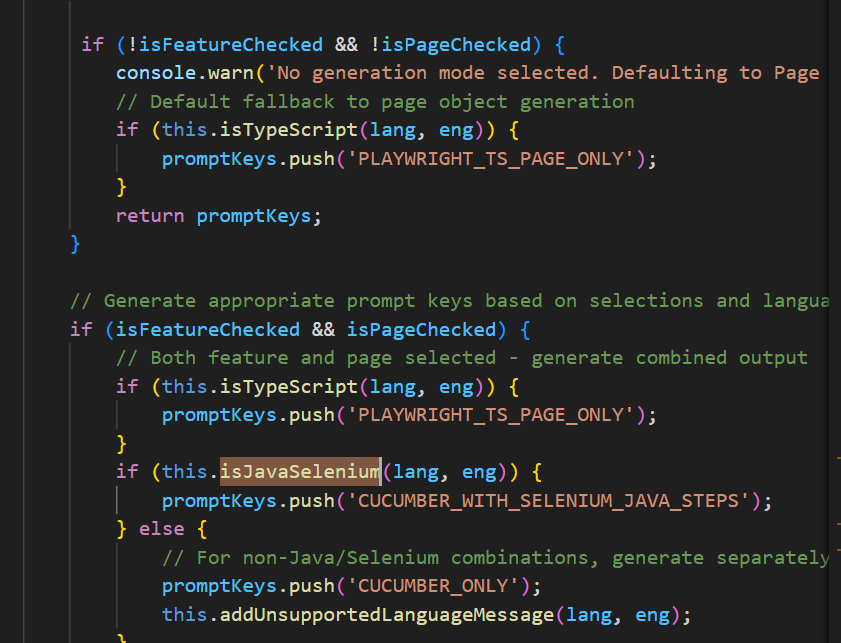 if (!isFeatureChecked && !isPageChecked) {
console.warn('No generation mode selected. Defaulting to Page
// Default fallback to page object generation
if (this.isTypeScript(lang, eng)) {
promptKeys.push('PLAYWRIGHT_TS_PAGE_ONLY');
}
return promptKeys;
}
// Generate appropriate prompt keys based on selections and langua
if (isFeatureChecked && isPageChecked) {
// Both feature and page selected - generate combined output
if (this.isTypeScript(lang, eng)) {
promptKeys.push('PLAYWRIGHT_TS_PAGE_ONLY');
}
if (this.isJavaSelenium(lang, eng)) {
promptKeys.push('CUCUMBER_WITH_SELENIUM_JAVA_STEPS');
} else {
// For non-Java/Selenium combinations, generate separately
promptKeys.push('CUCUMBER_ONLY');
this.addUnsupportedLanguageMessage(lang, eng);
}